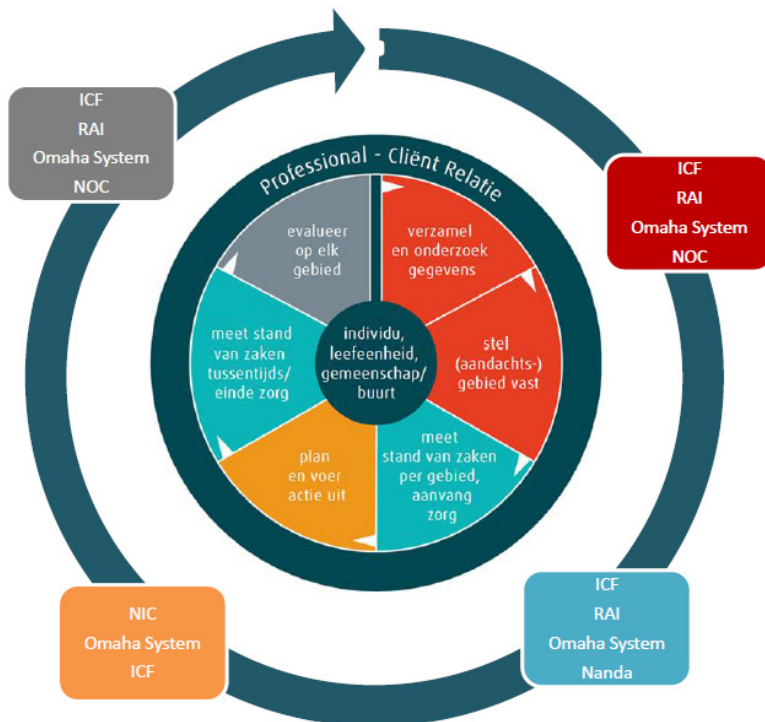 Professional - Cliënt Relatie
verzamel
en onderzoek
gegevens
stel
(aandachts-)
gebied vast
meet
stand van zaken
per gebied,
aanvang
zorg
plan
en voer
actie uit
meet stand
van zaken
tussentijds/
einde zorg
evalueer
op elk
gebied
individu,
leefeenheid,
gemeenschap/
buurt
ICF
RAI
Omaha System
NOC
ICF
RAI
Omaha System
Nanda
NIC
Omaha System
ICF
ICF
RAI
Omaha System
NOC